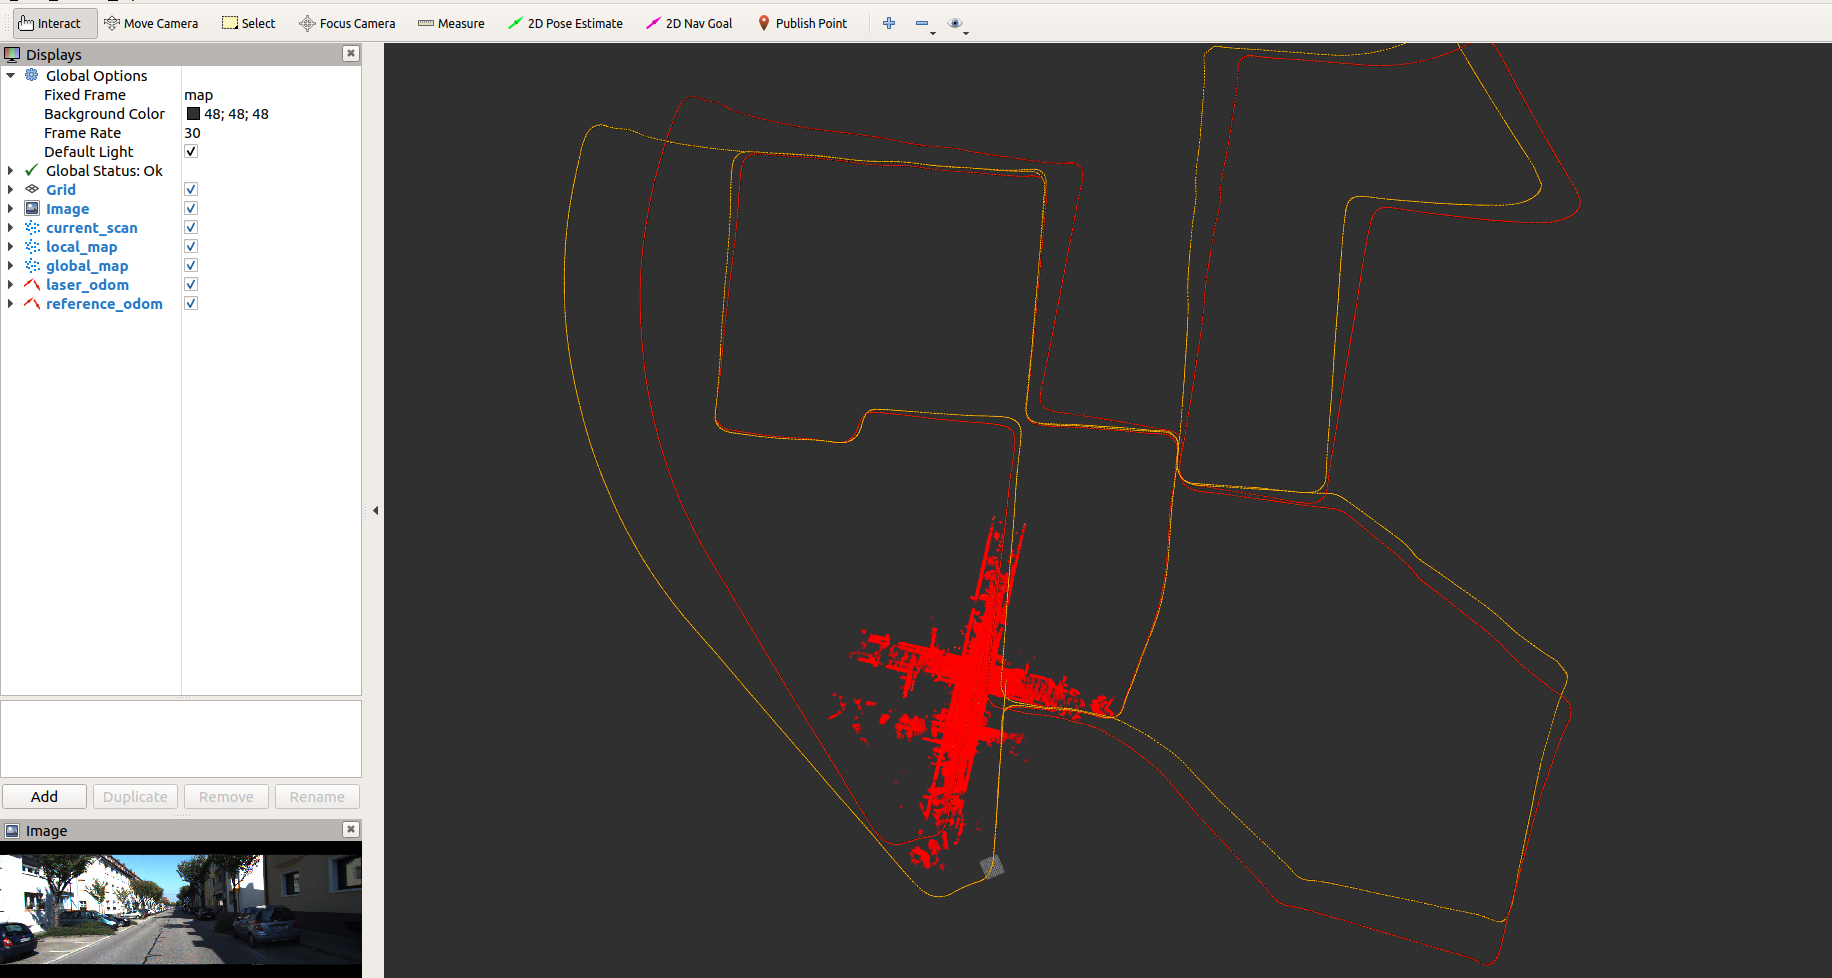 Interact Move Camera Select Focus Camera Measure 2D Pose Estimate 2D Nav Goal Publish Point
Displays
Global Options
Fixed Frame map
Background Color 48; 48; 48
Frame Rate 30
Default Light
Global Status: Ok
Grid
Image
current_scan
local_map
global_map
laser_odom
reference_odom
Add Duplicate Remove Rename
Image